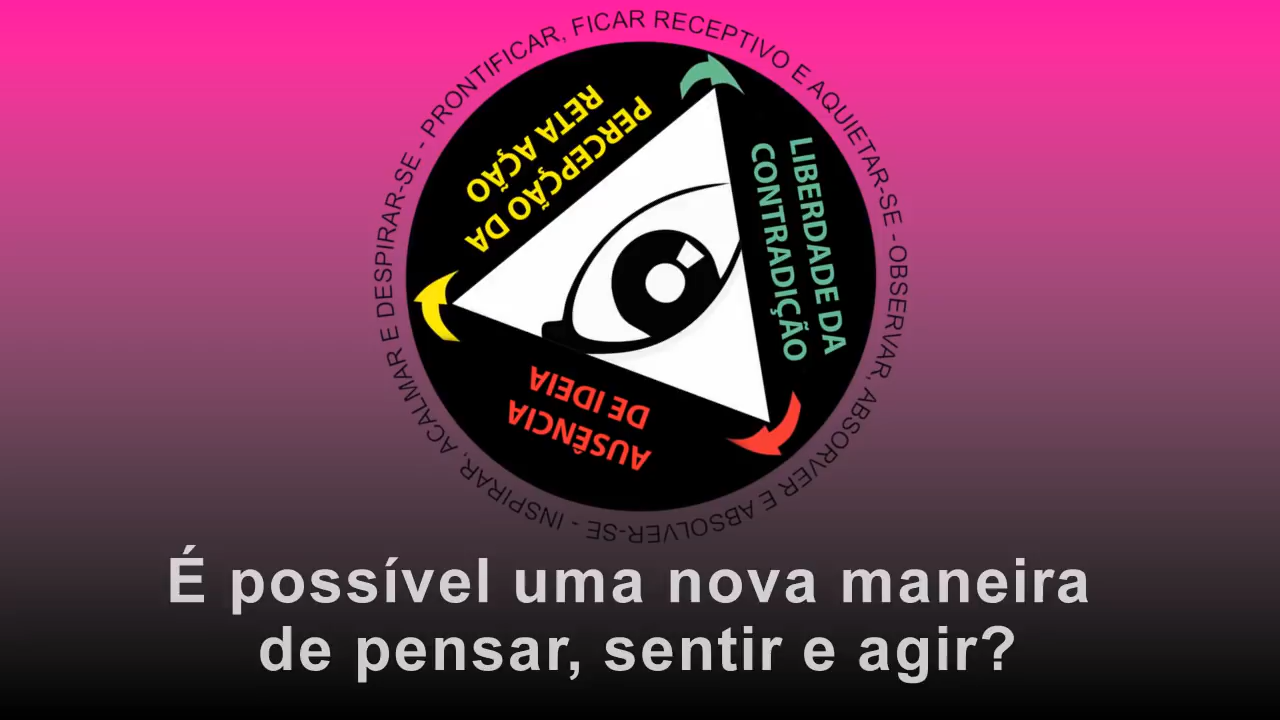 INSPIRAR, ACALMAR E DESPIRAR-SE - PRONTIFICAR, FICAR RECEPTIVO E AQUIETAR-SE - OBSERVAR, ABSORVER E ABSOLVER-SE -
PERCEPÇÃO DA
RETA AÇÃO
LIBERDADE DA
CONTRADIÇÃO
AUSÊNCIA
DE IDEIA
É possível uma nova maneira
de pensar, sentir e agir?